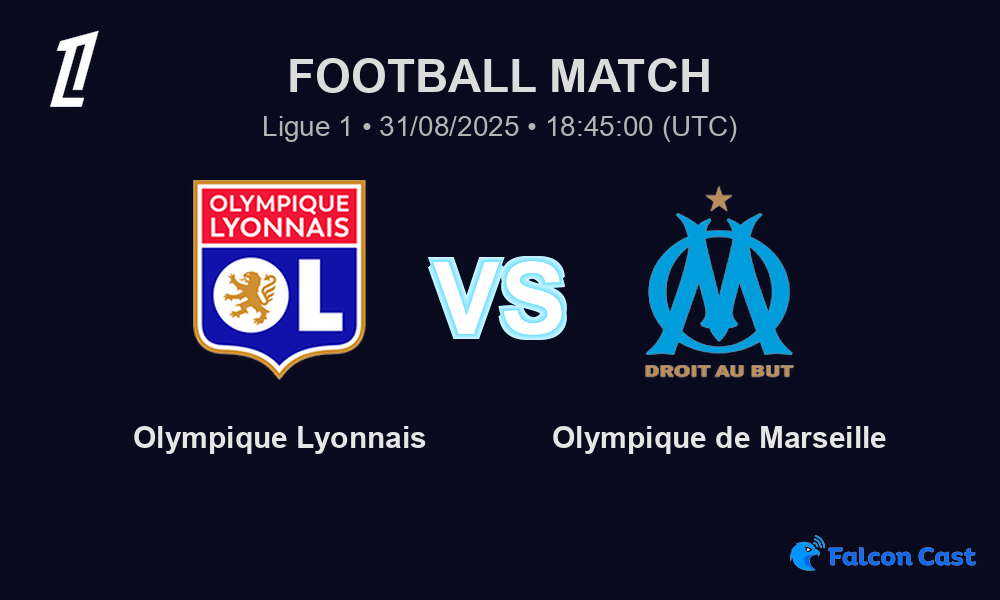 FOOTBALL MATCH
Ligue 1 • 31/08/2025 • 18:45:00 (UTC)
OLYMPIQUE
LYONNAIS
OL
VS
M
DROIT AU BUT
Olympique Lyonnais
Olympique de Marseille
Falcon Cast